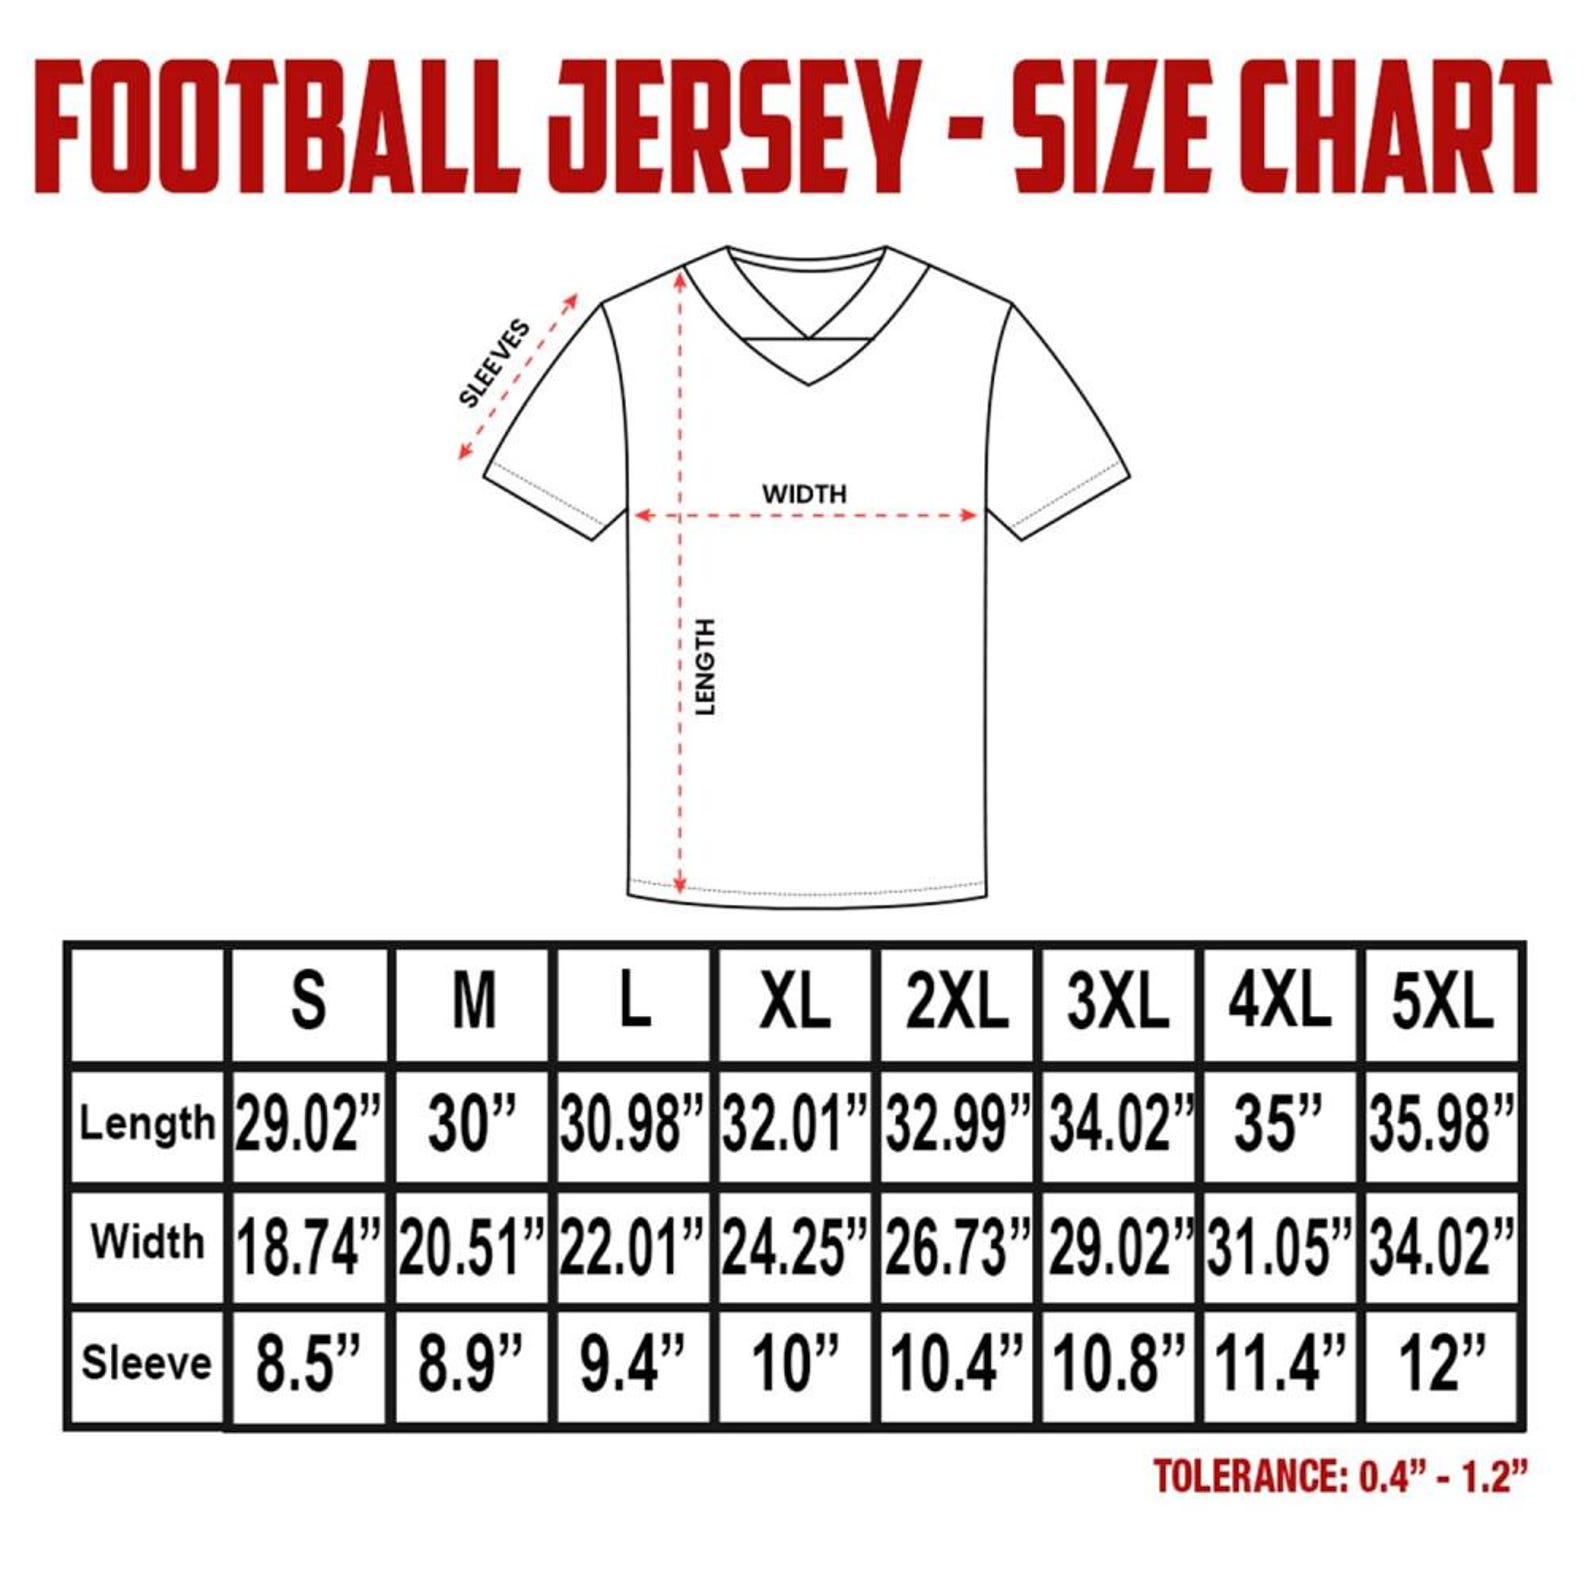 FOOTBALL JERSEY - SIZE CHART
SLEEVES
WIDTH
LENGTH
S M L XL 2XL 3XL 4XL 5XL
Length 29.02” 30” 30.98” 32.01” 32.99” 34.02” 35” 35.98”
Width 18.74” 20.51” 22.01” 24.25” 26.73” 29.02” 31.05” 34.02”
Sleeve 8.5” 8.9” 9.4” 10” 10.4” 10.8” 11.4” 12”
TOLERANCE: 0.4” - 1.2”